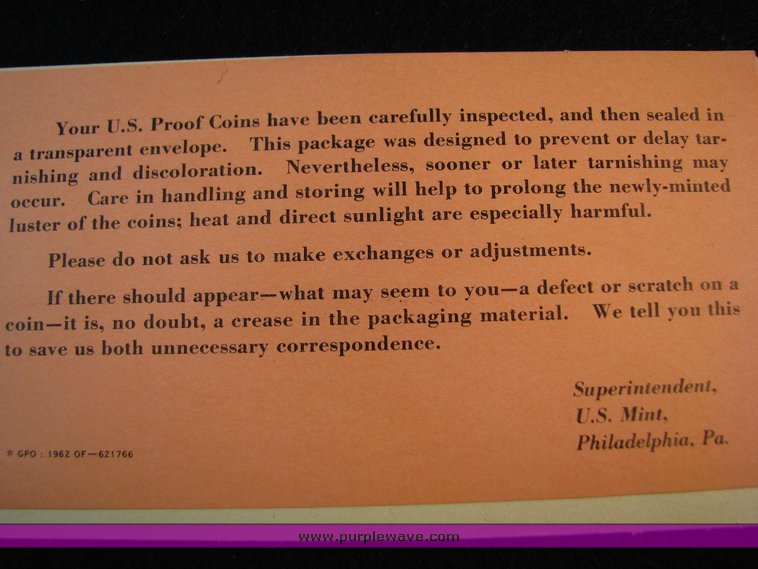 Your U.S. Proof Coins have been carefully inspected, and then sealed in
a transparent envelope. This package was designed to prevent or delay tar-
nishing and discoloration. Nevertheless, sooner or later tarnishing may
occur. Care in handling and storing will help to prolong the newly-minted
luster of the coins; heat and direct sunlight are especially harmful.
Please do not ask us to make exchanges or adjustments.
If there should appear—what may seem to you—a defect or scratch on a
coin—it is, no doubt, a crease in the packaging material. We tell you this
to save us both unnecessary correspondence.
Superintendent,
U.S. Mint,
Philadelphia, Pa.
☆ GPO : 1962 OF—621766
www.purplewave.com